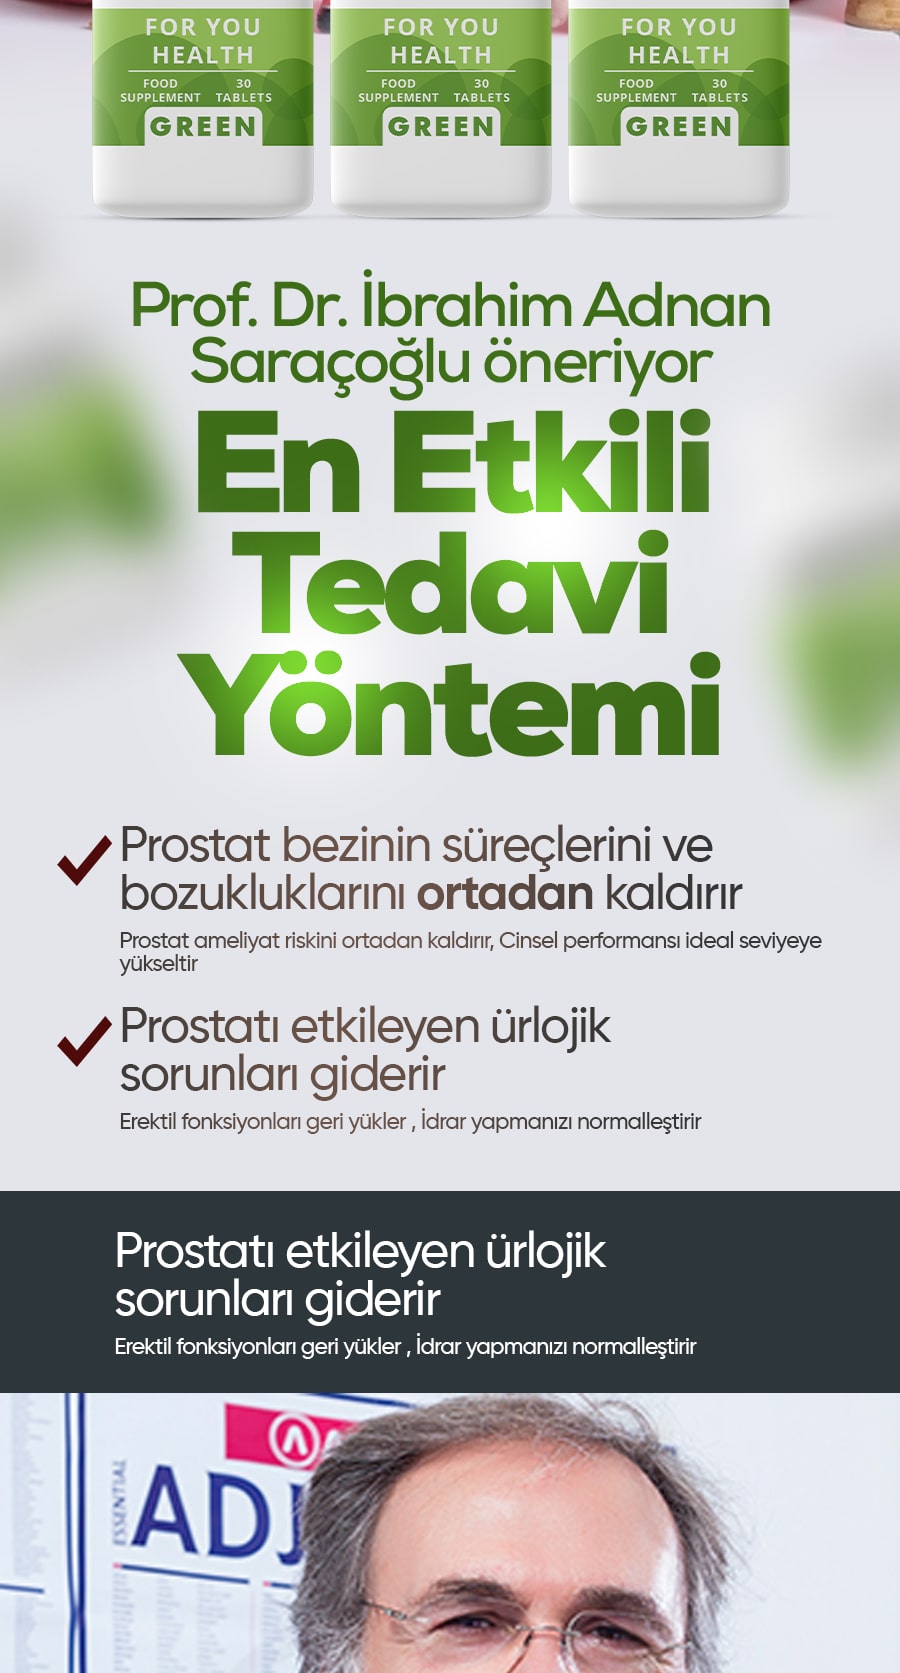 FOR YOU
HEALTH
FOOD
SUPPLEMENT
30
TABLETS
GREEN
FOR YOU
HEALTH
FOOD
SUPPLEMENT
30
TABLETS
GREEN
FOR YOU
HEALTH
FOOD
SUPPLEMENT
30
TABLETS
GREEN
Prof. Dr. İbrahim Adnan
Saraçoğlu öneriyor
En Etkili
Tedavi
Yöntemi
Prostat bezinin süreçlerini ve
bozukluklarını ortadan kaldırır
Prostat ameliyat riskini ortadan kaldırır, Cinsel performansı ideal seviyeye
yükseltir
Prostatı etkileyen ürlojik
sorunları giderir
Erektil fonksiyonları geri yükler , İdrar yapmanızı normalleştirir
Prostatı etkileyen ürlojik
sorunları giderir
Erektil fonksiyonları geri yükler , İdrar yapmanızı normalleştirir
ESSENTIAL
ADJ